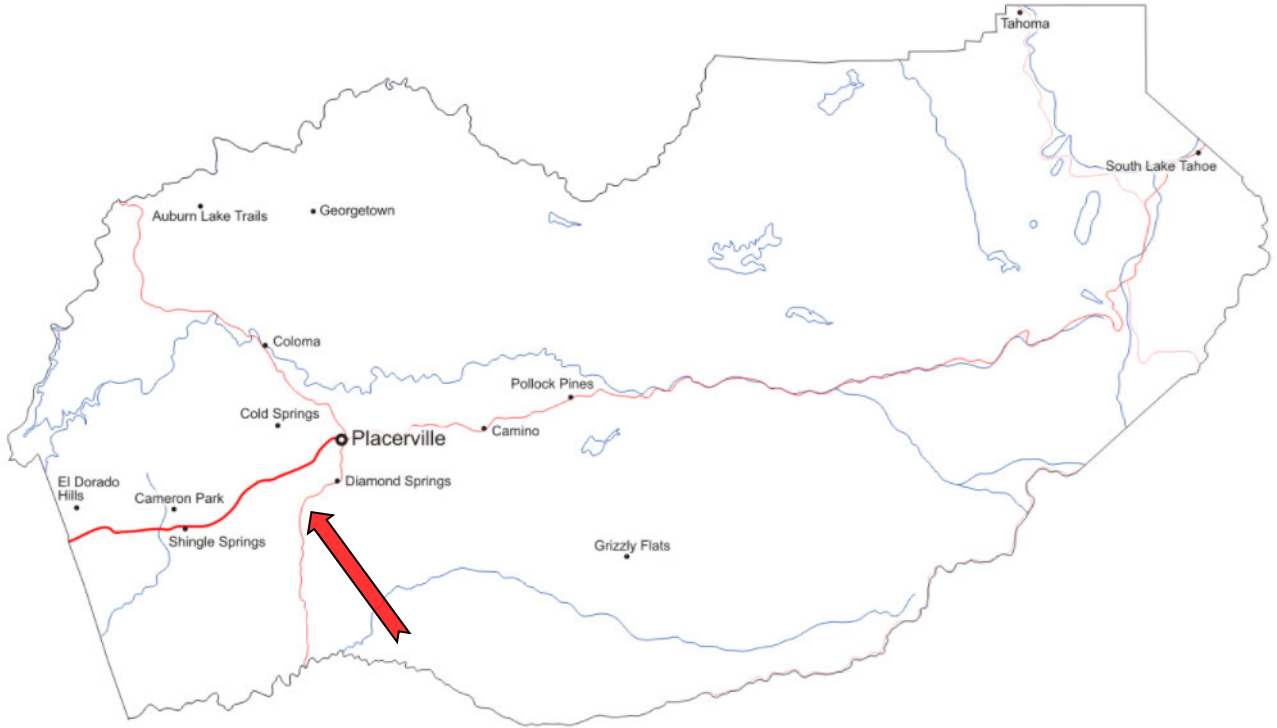 Tahoma
South Lake Tahoe
Auburn Lake Trails
Georgetown
Coloma
Pollock Pines
Cold Springs
Camino
Placerville
El Dorado
Hills
Diamond Springs
Cameron Park
Shingle Springs
Grizzly Flats